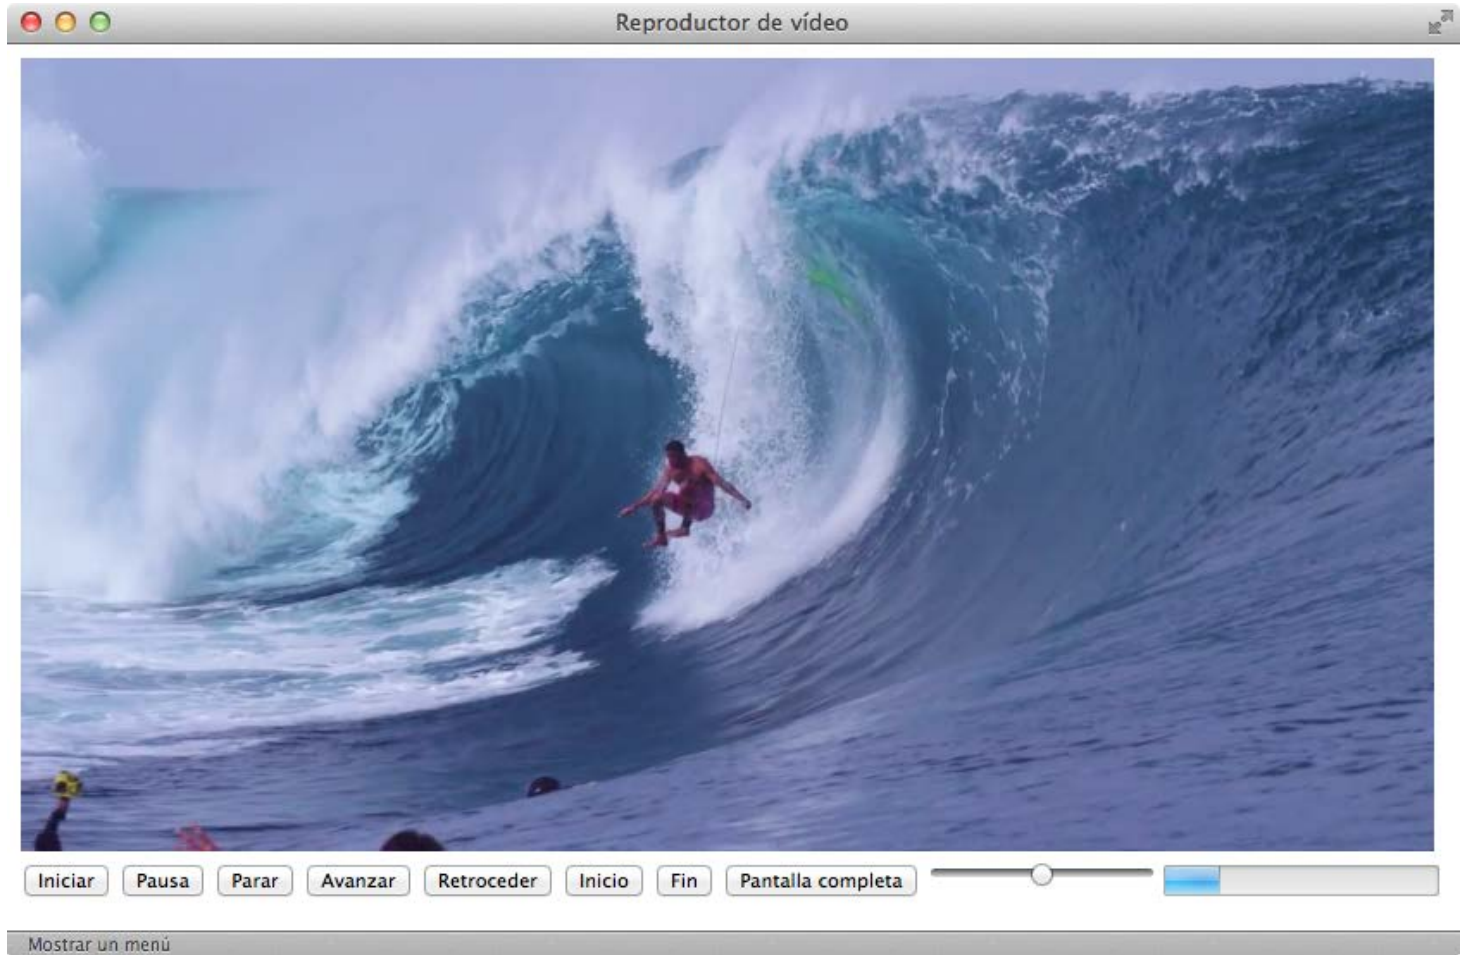 Reproductor de vídeo
Iniciar Pausa Parar Avanzar Retroceder Inicio Fin Pantalla completa
Mostrar un menú